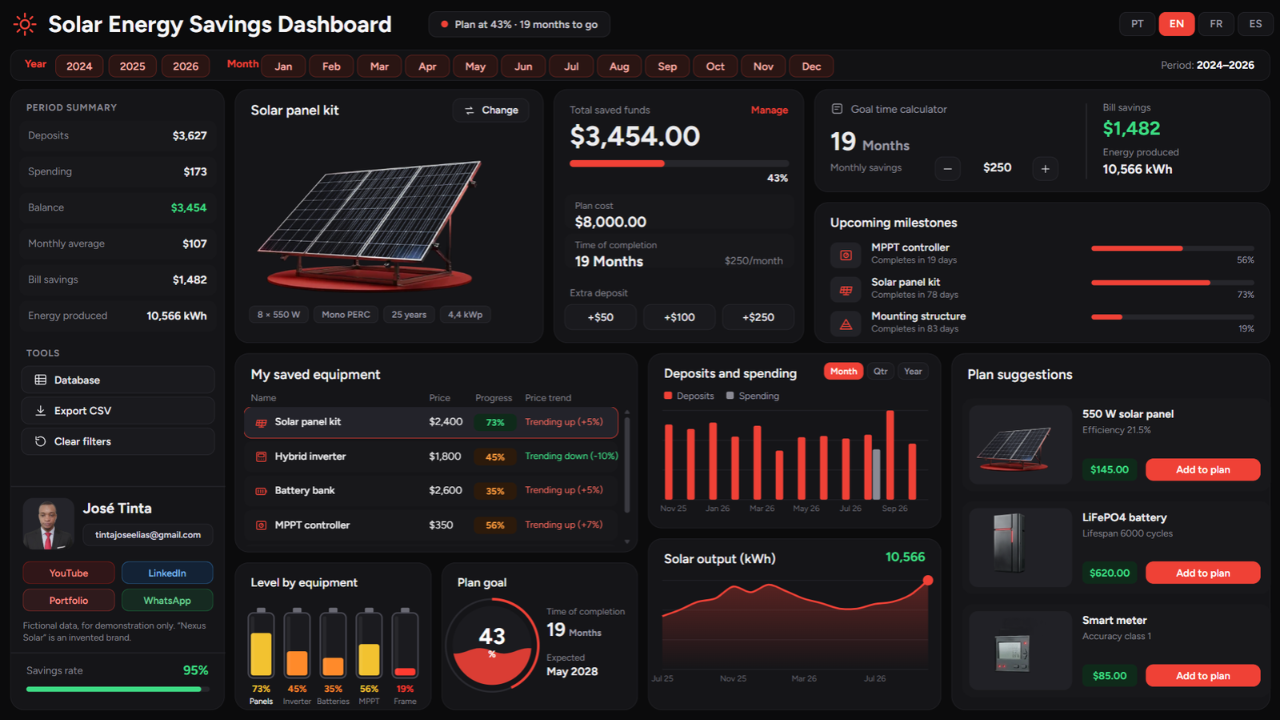 Solar Energy Savings Dashboard
Plan at 43% · 19 months to go
PT
EN
FR
ES
Year
2024
2025
2026
Month
Jan
Feb
Mar
Apr
May
Jun
Jul
Aug
Sep
Oct
Nov
Dec
Period: 2024–2026
PERIOD SUMMARY
Deposits
$3,627
Spending
$173
Balance
$3,454
Monthly average
$107
Bill savings
$1,482
Energy produced
10,566 kWh
TOOLS
Database
Export CSV
Clear filters
José Tinta
tintajoseelias@gmail.com
YouTube
LinkedIn
Portfolio
WhatsApp
Fictional data, for demonstration only. "Nexus
Solar" is an invented brand.
Savings rate
95%
Solar panel kit
Change
8 × 550 W
Mono PERC
25 years
4,4 kWp
Total saved funds
Manage
$3,454.00
43%
Plan cost
$8,000.00
Time of completion
19 Months
$250/month
Extra deposit
+$50
+$100
+$250
Goal time calculator
19 Months
Monthly savings
−
$250
+
Bill savings
$1,482
Energy produced
10,566 kWh
Upcoming milestones
MPPT controller
Completes in 19 days
56%
Solar panel kit
Completes in 78 days
73%
Mounting structure
Completes in 83 days
19%
My saved equipment
Name
Price
Progress
Price trend
Solar panel kit
$2,400
73%
Trending up (+5%)
Hybrid inverter
$1,800
45%
Trending down (-10%)
Battery bank
$2,600
35%
Trending up (+5%)
MPPT controller
$350
56%
Trending up (+7%)
Level by equipment
73%
45%
35%
56%
19%
Panels
Inverter
Batteries
MPPT
Frame
Plan goal
43
%
Time of completion
19 Months
Expected
May 2028
Deposits and spending
Month
Qtr
Year
Deposits
Spending
Nov 25
Jan 26
Mar 26
May 26
Jul 26
Sep 26
Solar output (kWh)
10,566
Jul 25
Nov 25
Mar 26
Jul 26
Plan suggestions
550 W solar panel
Efficiency 21.5%
$145.00
Add to plan
LiFePO4 battery
Lifespan 6000 cycles
$620.00
Add to plan
Smart meter
Accuracy class 1
$85.00
Add to plan